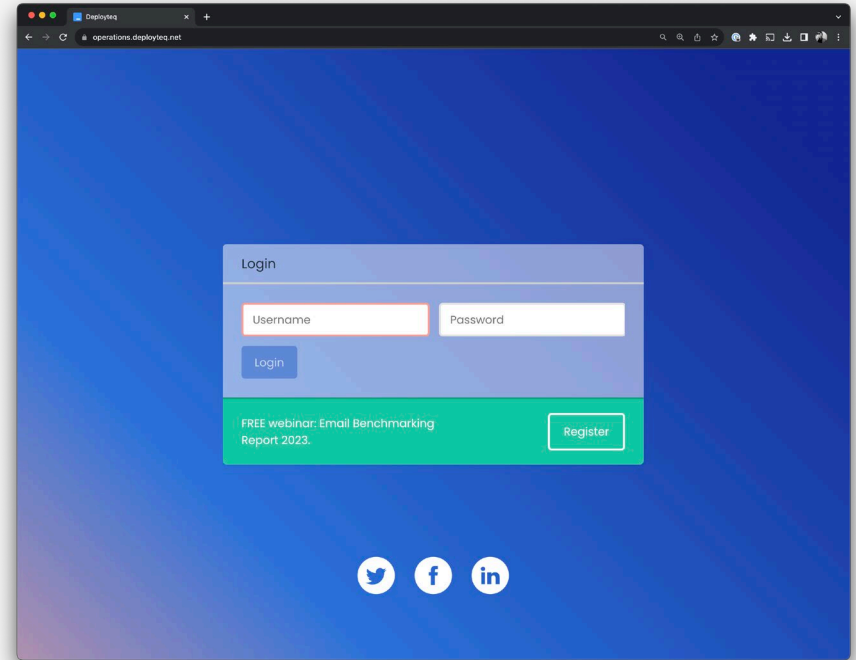 Deployteq
operations.deployteq.net
Login
Username
Password
Login
FREE webinar: Email Benchmarking
Report 2023.
Register